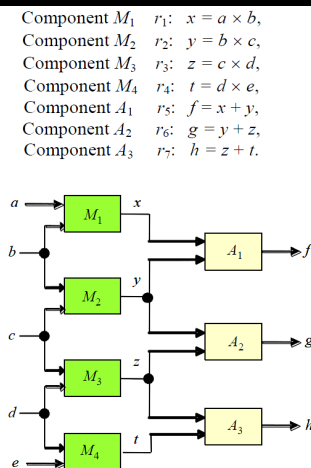 Component M₁ r₁: x = a × b,
Component M₂ r₂: y = b × c,
Component M₃ r₃: z = c × d,
Component M₄ r₄: t = d × e,
Component A₁ r₅: f = x + y,
Component A₂ r₆: g = y + z,
Component A₃ r₇: h = z + t.
a
x
M₁
b
A₁
f
y
M₂
c
A₂
g
z
M₃
d
A₃
h
t
M₄
e